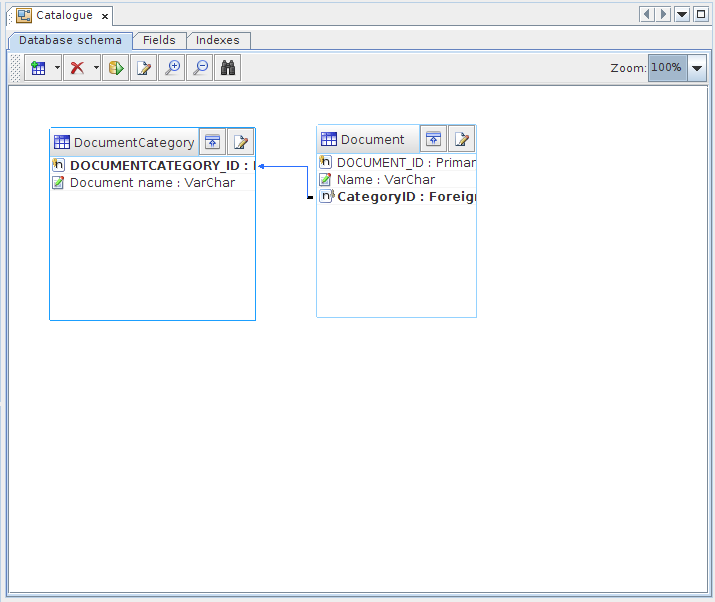 Catalogue
Database schema Fields Indexes
Zoom: 100%
DocumentCategory
DOCUMENTCATEGORY_ID :
Document name : VarChar
Document
DOCUMENT_ID : Primar
Name : VarChar
CategoryID : Foreig